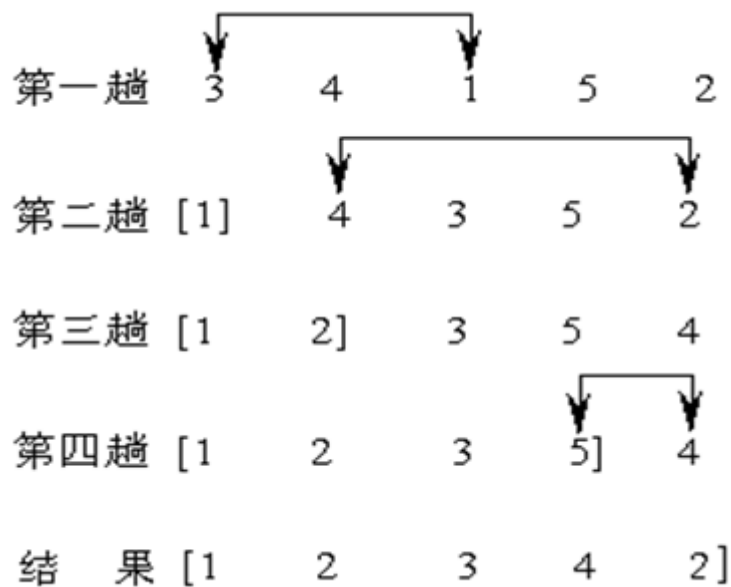 第一趟 3 4 1 5 2
第二趟 [1] 4 3 5 2
第三趟 [1 2] 3 5 4
第四趟 [1 2 3 5] 4
结 果 [1 2 3 4 2]